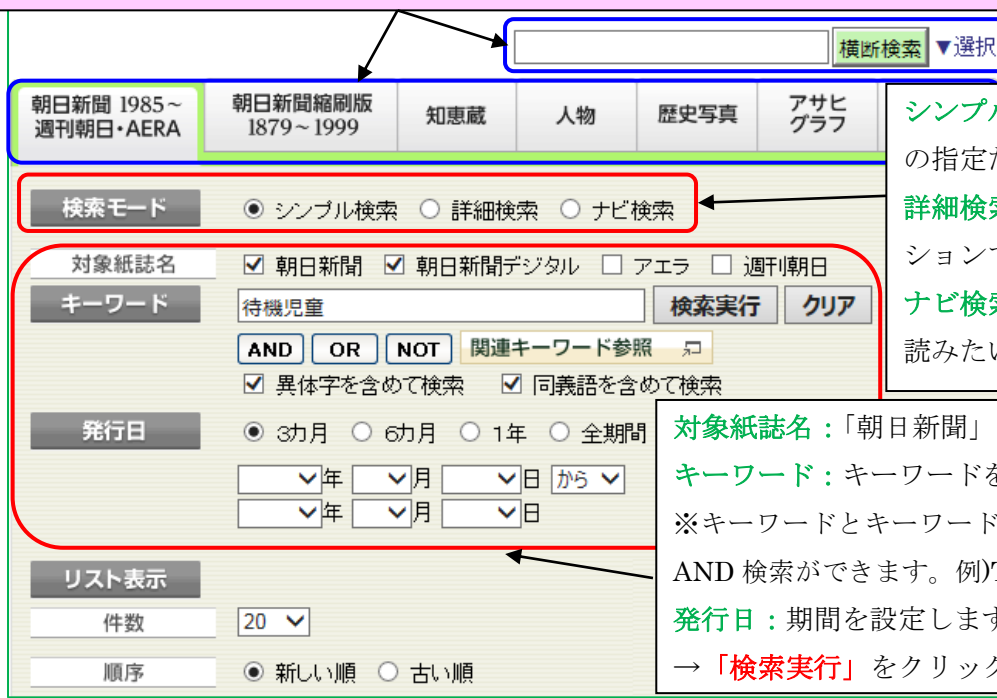 横断検索 ▼選択
朝日新聞 1985～
週刊朝日・AERA
朝日新聞縮刷版
1879～1999
知恵蔵
人物
歴史写真
アサヒ
グラフ
検索モード
シンプル検索 詳細検索 ナビ検索
シンプル
の指定
詳細検索
ション
ナビ検索
読みたい
対象紙誌名
朝日新聞 朝日新聞デジタル アエラ 週刊朝日
キーワード
待機児童 検索実行 クリア
AND OR NOT 関連キーワード参照
異体字を含めて検索 同義語を含めて検索
発行日
3カ月 6カ月 1年 全期間
年 月 日 から
年 月 日
対象紙誌名：「朝日新聞」
キーワード：キーワードを
※キーワードとキーワード
AND 検索ができます。例)
発行日：期間を設定します
→「検索実行」をクリック
リスト表示
件数
20
順序
新しい順 古い順